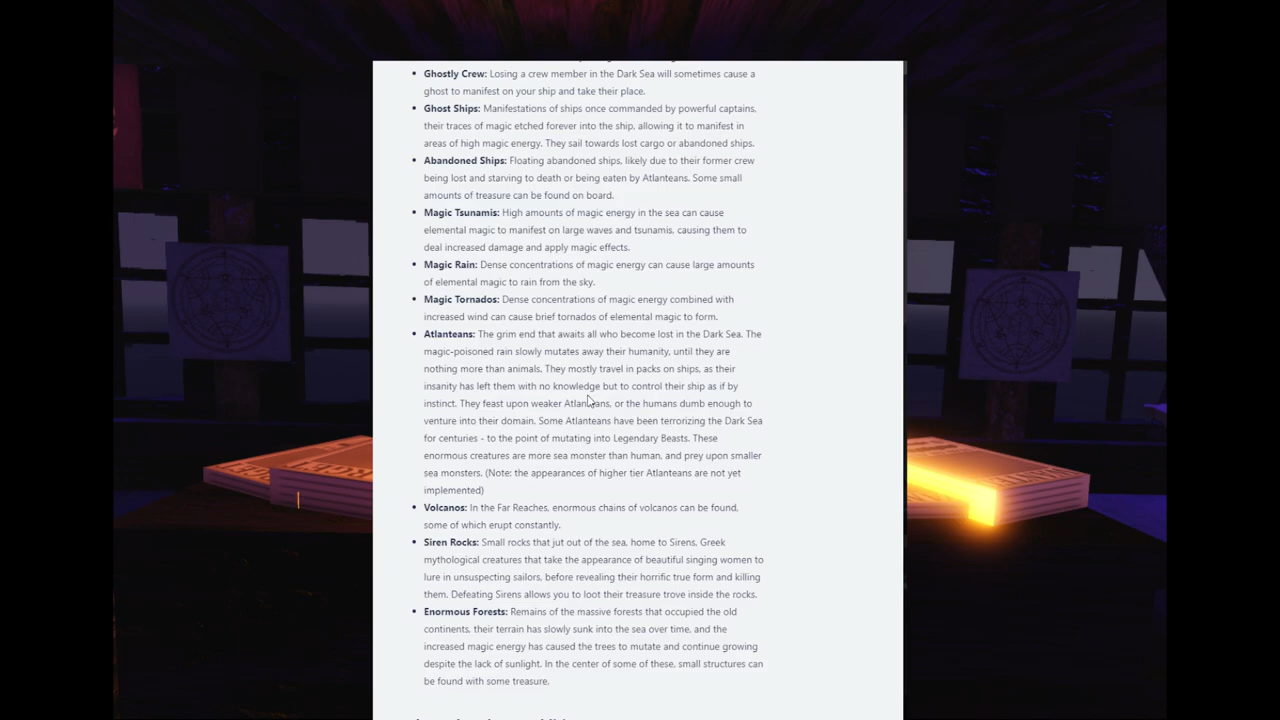 Ghostly Crew: Losing a crew member in the Dark Sea will sometimes cause a
ghost to manifest on your ship and take their place.
Ghost Ships: Manifestations of ships once commanded by powerful captains,
their traces of magic etched forever into the ship, allowing it to manifest in
areas of high magic energy. They sail towards lost cargo or abandoned ships.
Abandoned Ships: Floating abandoned ships, likely due to their former crew
being lost and starving to death or being eaten by Atlanteans. Some small
amounts of treasure can be found on board.
Magic Tsunamis: High amounts of magic energy in the sea can cause
elemental magic to manifest on large waves and tsunamis, causing them to
deal increased damage and apply magic effects.
Magic Rain: Dense concentrations of magic energy can cause large amounts
of elemental magic to rain from the sky.
Magic Tornados: Dense concentrations of magic energy combined with
increased wind can cause brief tornados of elemental magic to form.
Atlanteans: The grim end that awaits all who become lost in the Dark Sea. The
magic-poisoned rain slowly mutates away their humanity, until they are
nothing more than animals. They mostly travel in packs on ships, as their
insanity has left them with no knowledge but to control their ship as if by
instinct. They feast upon weaker Atlanteans, or the humans dumb enough to
venture into their domain. Some Atlanteans have been terrorizing the Dark Sea
for centuries - to the point of mutating into Legendary Beasts. These
enormous creatures are more sea monster than human, and prey upon smaller
sea monsters. (Note: the appearances of higher tier Atlanteans are not yet
implemented)
Volcanos: In the Far Reaches, enormous chains of volcanos can be found,
some of which erupt constantly.
Siren Rocks: Small rocks that jut out of the sea, home to Sirens, Greek
mythological creatures that take the appearance of beautiful singing women to
lure in unsuspecting sailors, before revealing their horrific true form and killing
them. Defeating Sirens allows you to loot their treasure trove inside the rocks.
Enormous Forests: Remains of the massive forests that occupied the old
continents, their terrain has slowly sunk into the sea over time, and the
increased magic energy has caused the trees to mutate and continue growing
despite the lack of sunlight. In the center of some of these, small structures can
be found with some treasure.